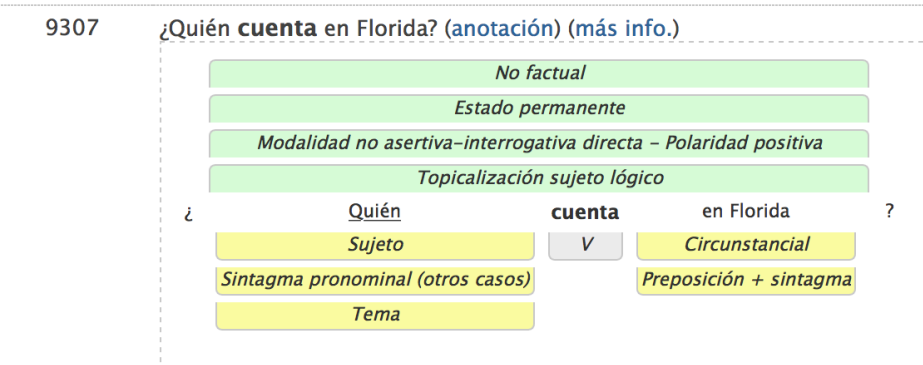 9307 ¿Quién cuenta en Florida? (anotación) (más info.)
No factual
Estado permanente
Modalidad no asertiva-interrogativa directa - Polaridad positiva
Topicalización sujeto lógico
¿ Quién cuenta en Florida ?
Sujeto V Circunstancial
Sintagma pronominal (otros casos) Preposición + sintagma
Tema